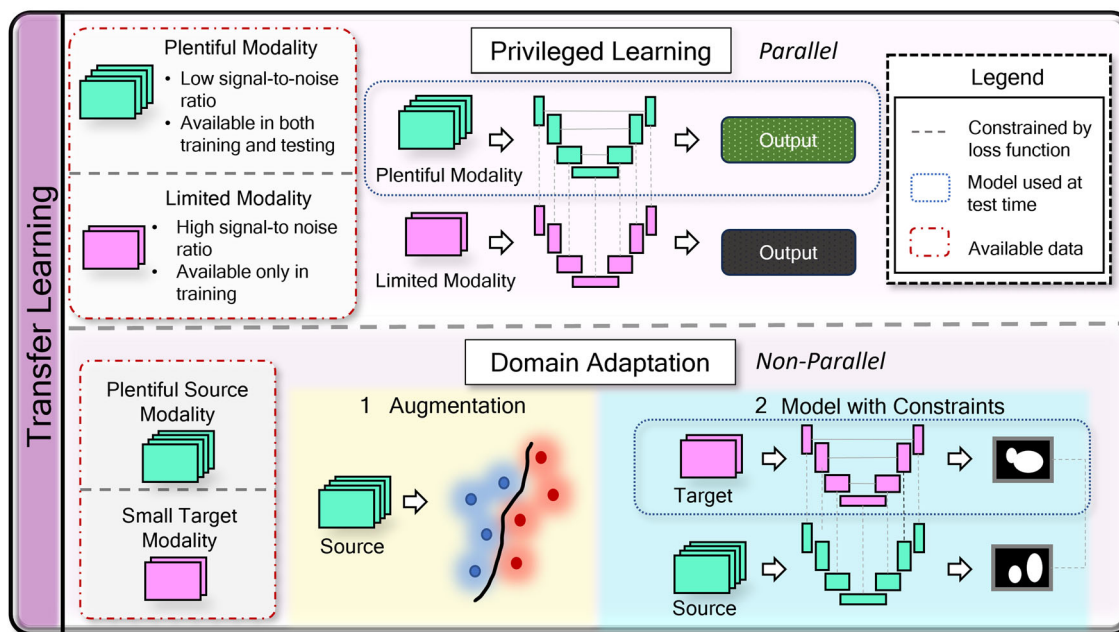 Transfer Learning
Plentiful Modality
• Low signal-to-noise
ratio
• Available in both
training and testing
Limited Modality
• High signal-to noise
ratio
• Available only in
training
Privileged Learning
Parallel
Plentiful Modality
Output
Limited Modality
Output
Legend
Constrained by
loss function
Model used at
test time
Available data
Domain Adaptation
Non-Parallel
Plentiful Source
Modality
Small Target
Modality
1 Augmentation
Source
2 Model with Constraints
Target
Source